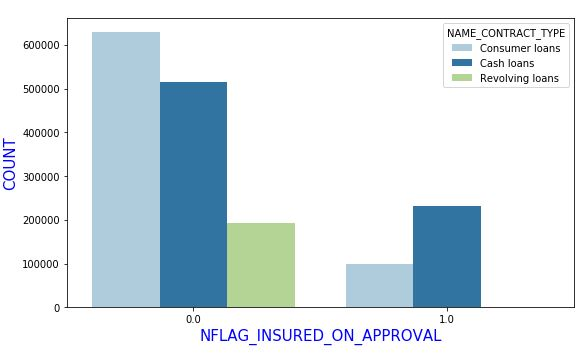 NAME_CONTRACT_TYPE
Consumer loans
Cash loans
Revolving loans
600000
500000
400000
300000
200000
100000
0
COUNT
0.0
1.0
NFLAG_INSURED_ON_APPROVAL